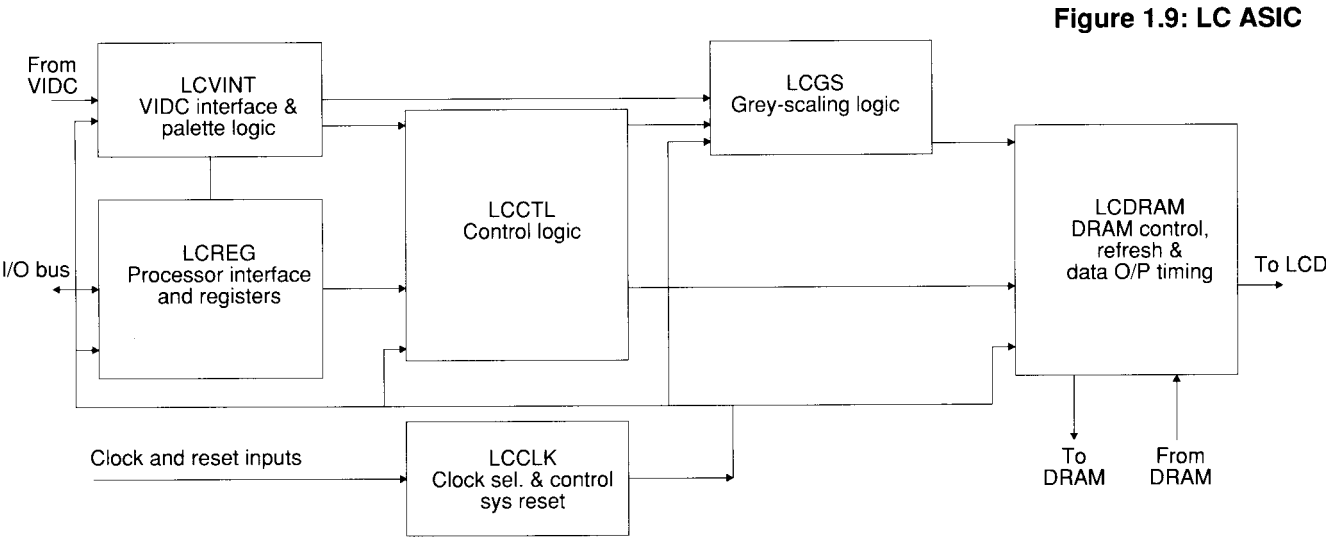 Figure 1.9: LC ASIC
From
VIDC
LCVINT
VIDC interface &
palette logic
LCGS
Grey-scaling logic
LCCTL
Control logic
LCREG
Processor interface
and registers
I/O bus
LCDRAM
DRAM control,
refresh &
data O/P timing
To LCD
Clock and reset inputs
LCCLK
Clock sel. & control
sys reset
To
DRAM
From
DRAM